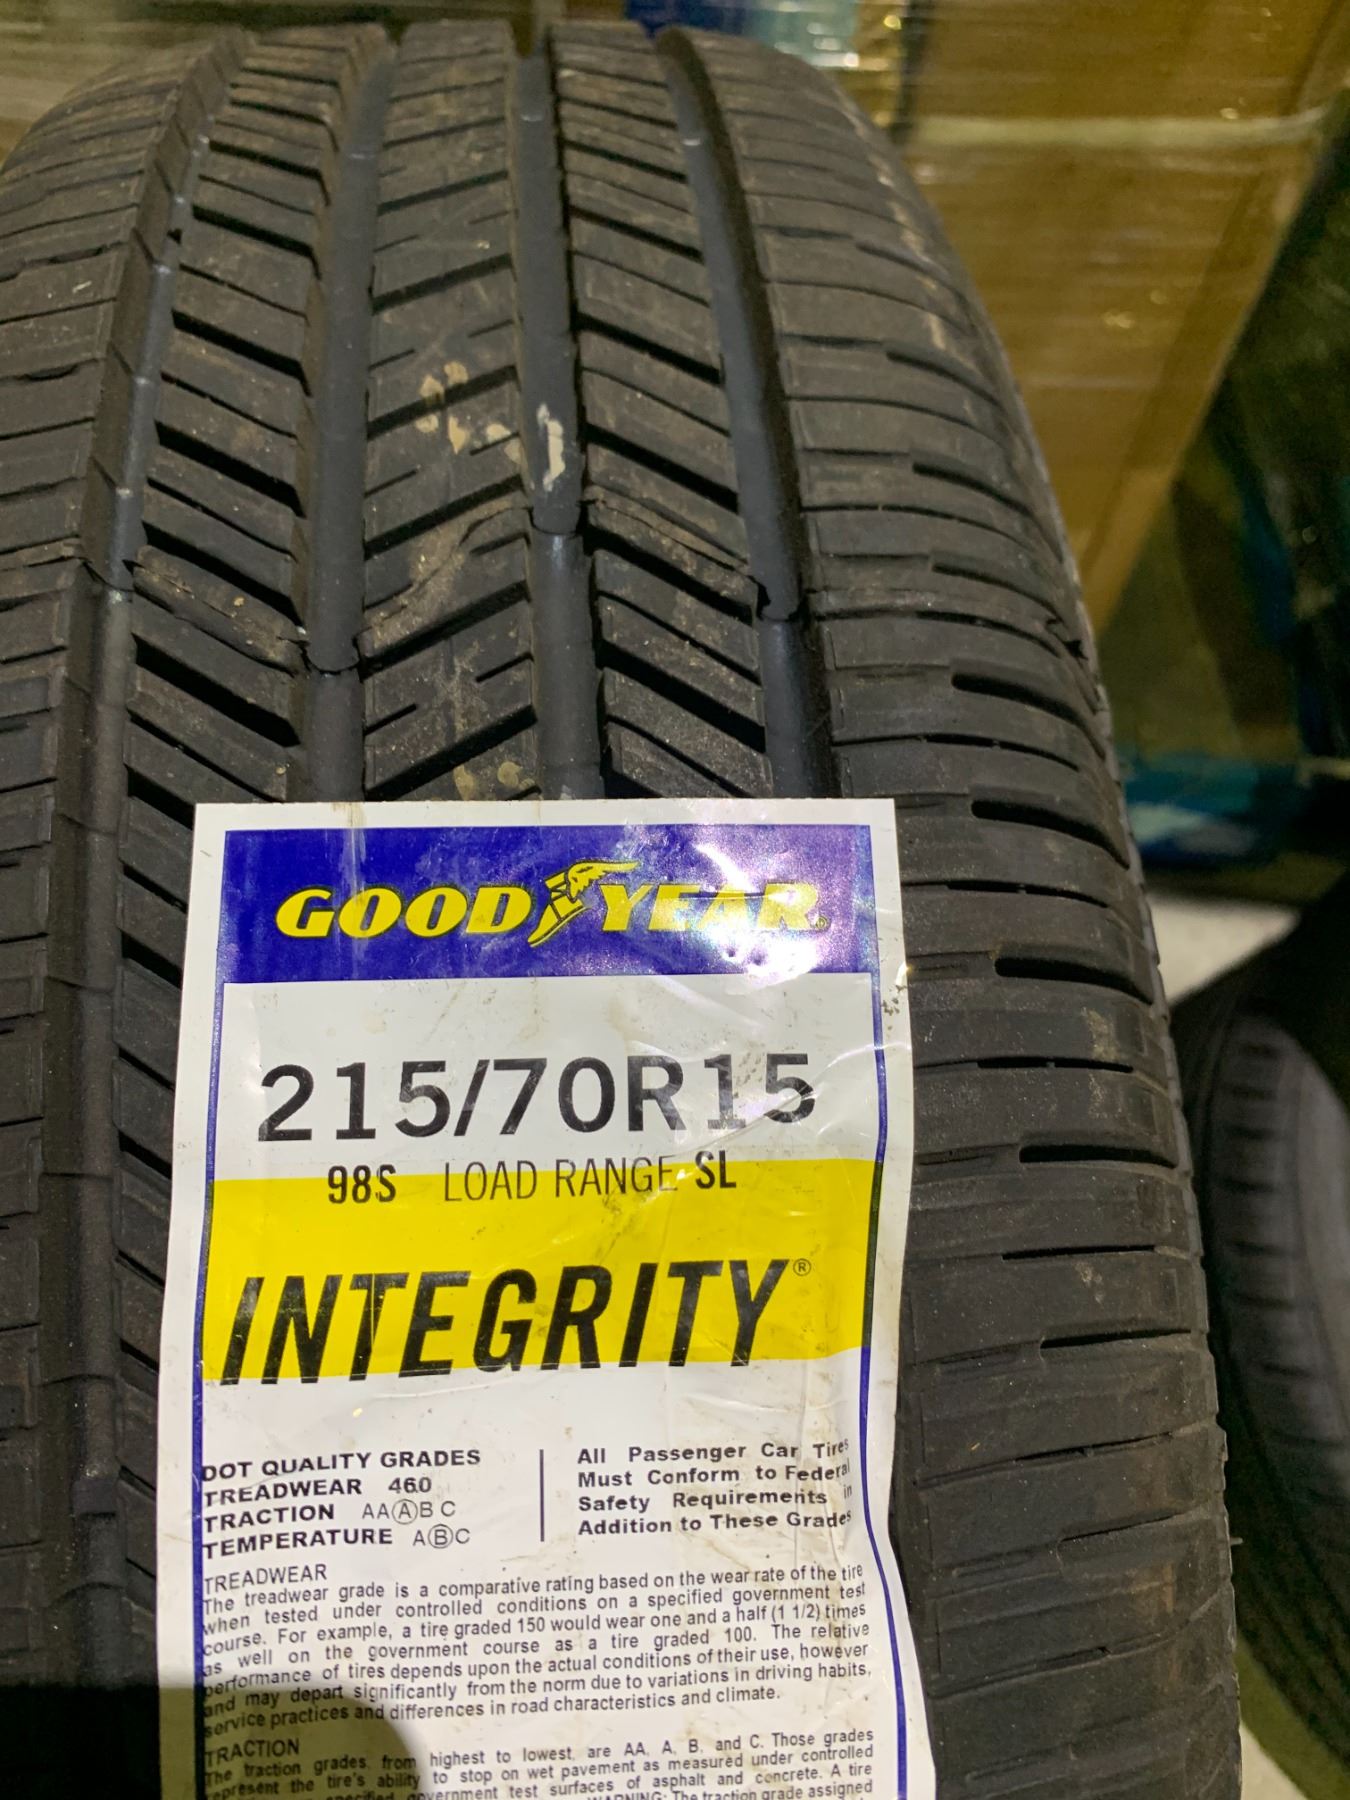 GOODYEAR
215/70R15
98S LOAD RANGE SL
INTEGRITY®
DOT QUALITY GRADES
TREADWEAR 460
TRACTION AA A B C
TEMPERATURE A B C
All Passenger Car Tires
Must Conform to Federal
Safety Requirements in
Addition to These Grades
TREADWEAR
The treadwear grade is a comparative rating based on the wear rate of the tire
when tested under controlled conditions on a specified government test
course. For example, a tire graded 150 would wear one and a half (1 1/2) times
as well on the government course as a tire graded 100. The relative
performance of tires depends upon the actual conditions of their use, however
and may depart significantly from the norm due to variations in driving habits,
service practices and differences in road characteristics and climate.
TRACTION
The traction grades from highest to lowest, are AA, A, B, and C. Those grades
represent the tire's ability to stop on wet pavement as measured under controlled
specified government test surfaces of asphalt and concrete. A tire
WARNING: The traction grade assigned